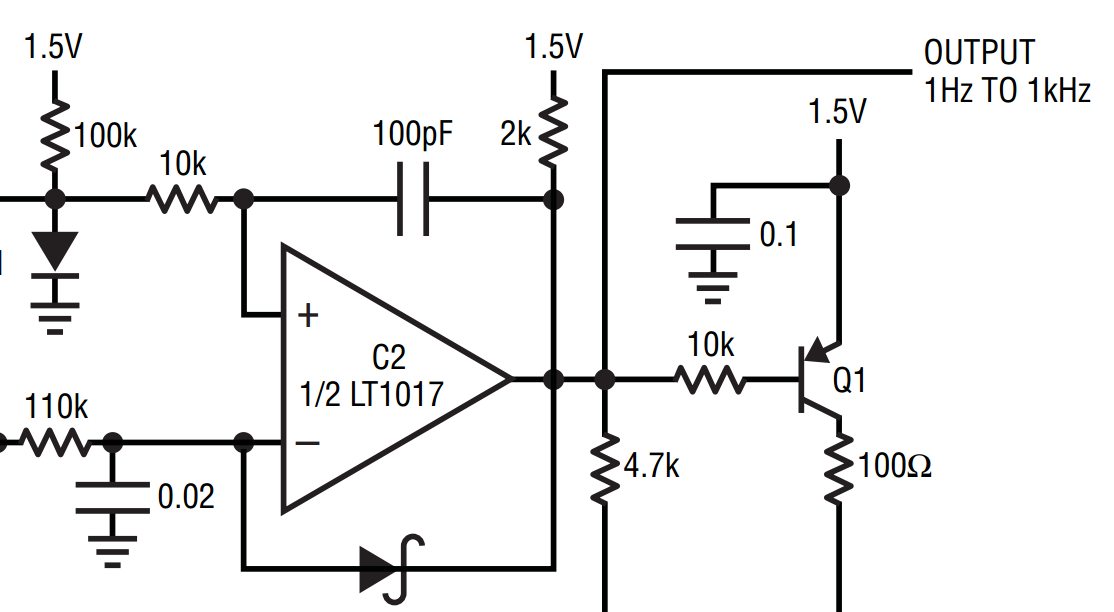 1.5V
1.5V
OUTPUT
1Hz TO 1kHz
1.5V
100k
100pF
2k
10k
0.1
+
C2
1/2 LT1017
10k
Q1
110k
−
4.7k
100Ω
0.02